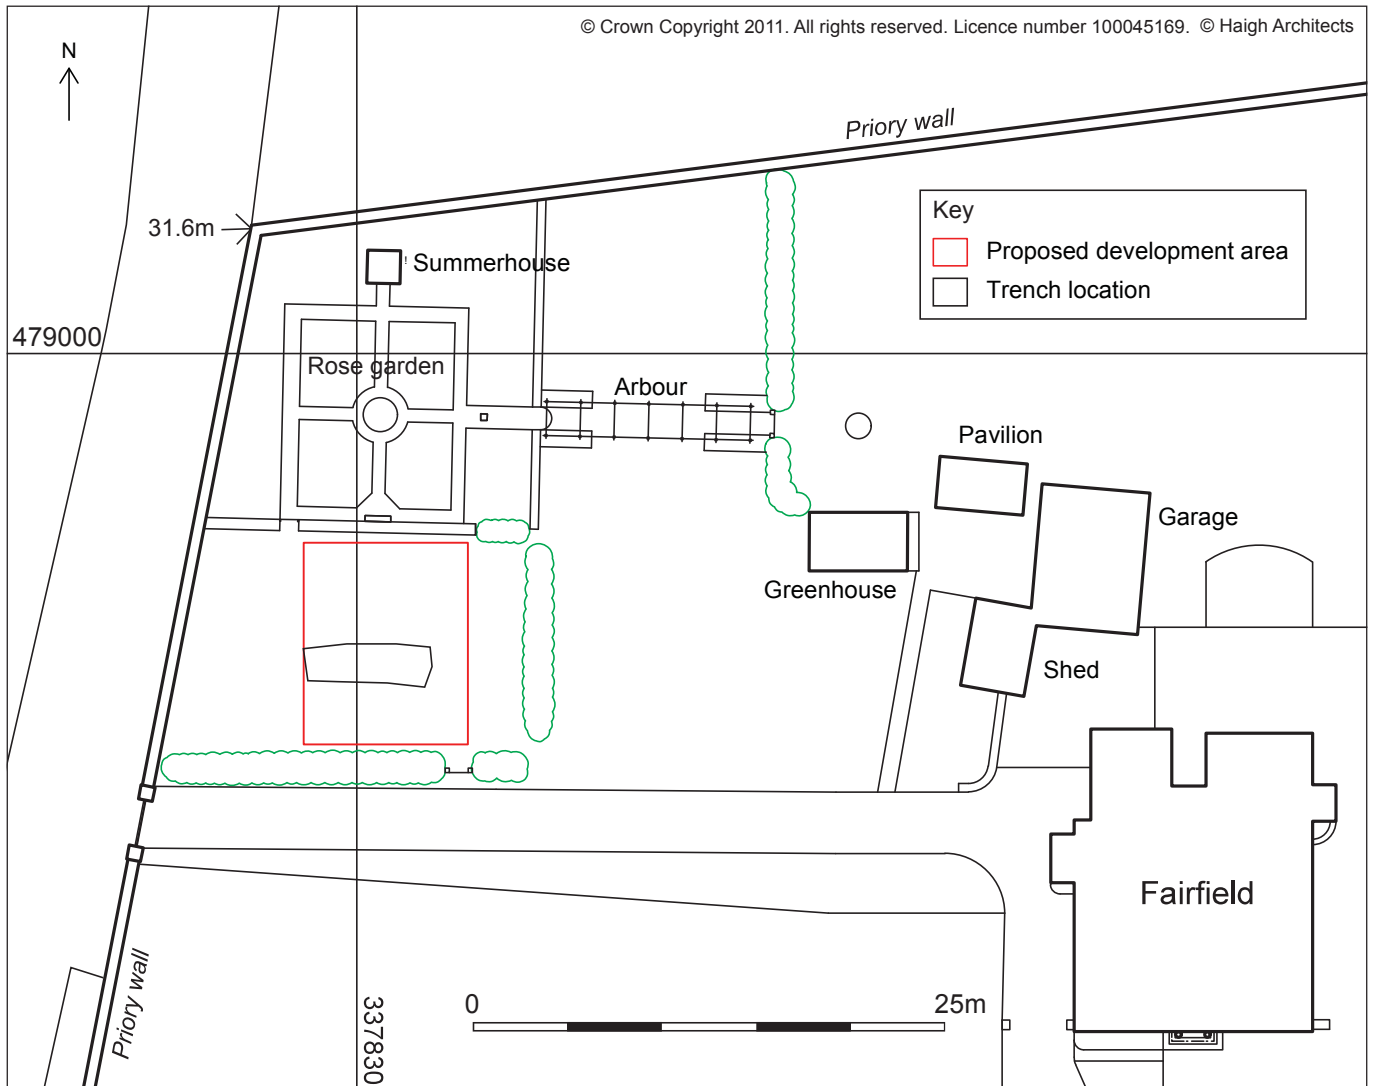 © Crown Copyright 2011. All rights reserved. Licence number 100045169. © Haigh Architects
N
Priory wall
Key
Proposed development area
Trench location
31.6m
Summerhouse
479000
Rose garden
Arbour
Pavilion
Garage
Greenhouse
Shed
Fairfield
Priory wall
337830
0 25m